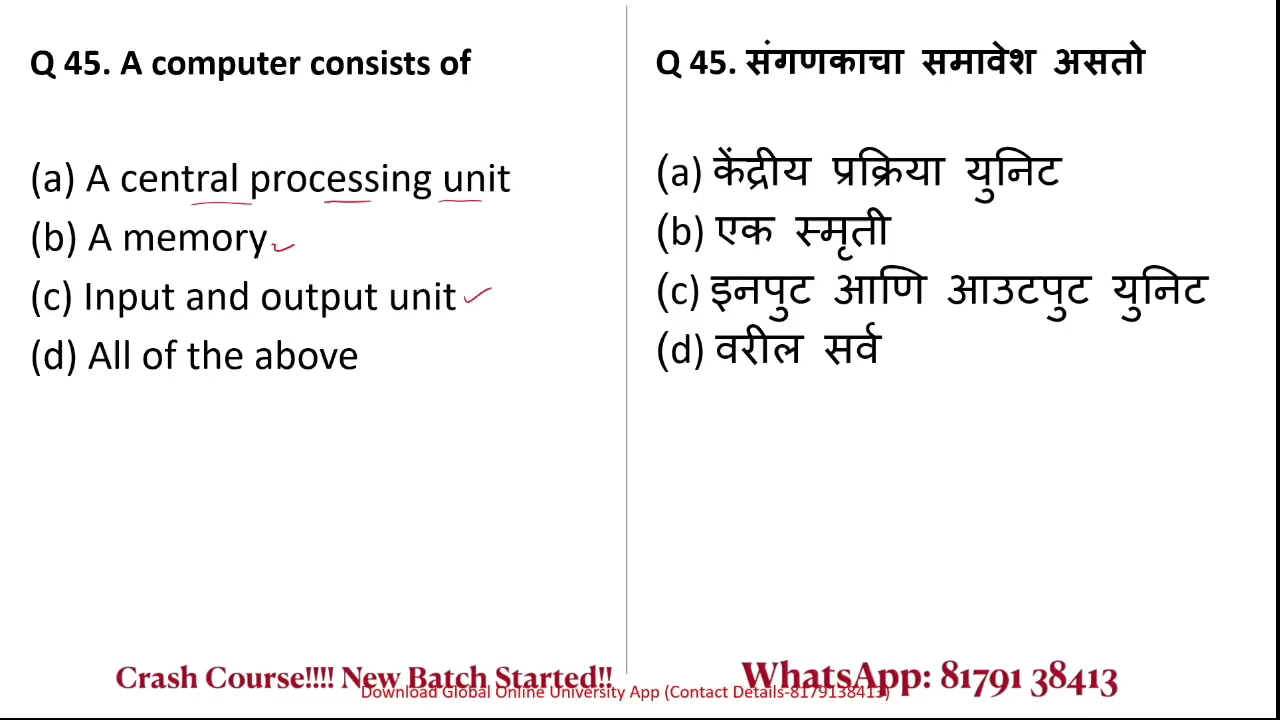 Q 45. A computer consists of
(a) A central processing unit
(b) A memory
(c) Input and output unit
(d) All of the above
Q 45. संगणकाचा समावेश असतो
(a) केंद्रीय प्रक्रिया युनिट
(b) एक स्मृती
(c) इनपुट आणि आउटपुट युनिट
(d) वरील सर्व
Crash Course!!!! New Batch Started!!
WhatsApp: 81791 38413
Download Global Online University App (Contact Details-8179138413)